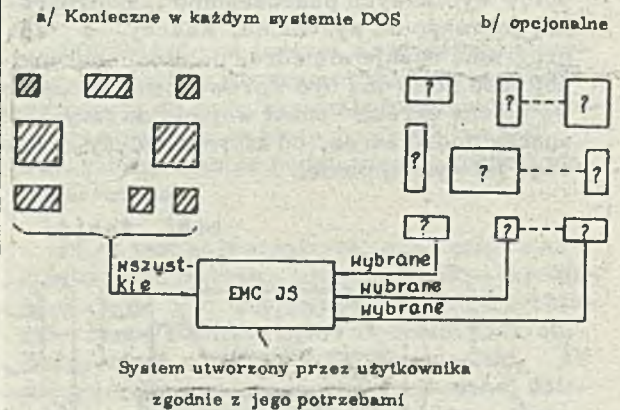 a/ Konieczne w każdym systemie DOS
b/ opcjonalne
? ? ?
? ? ?
? ? ?
wszyst-
kie
EMC JS
wybrane
wybrane
wybrane
System utworzony przez użytkownika
zgodnie z jego potrzebami